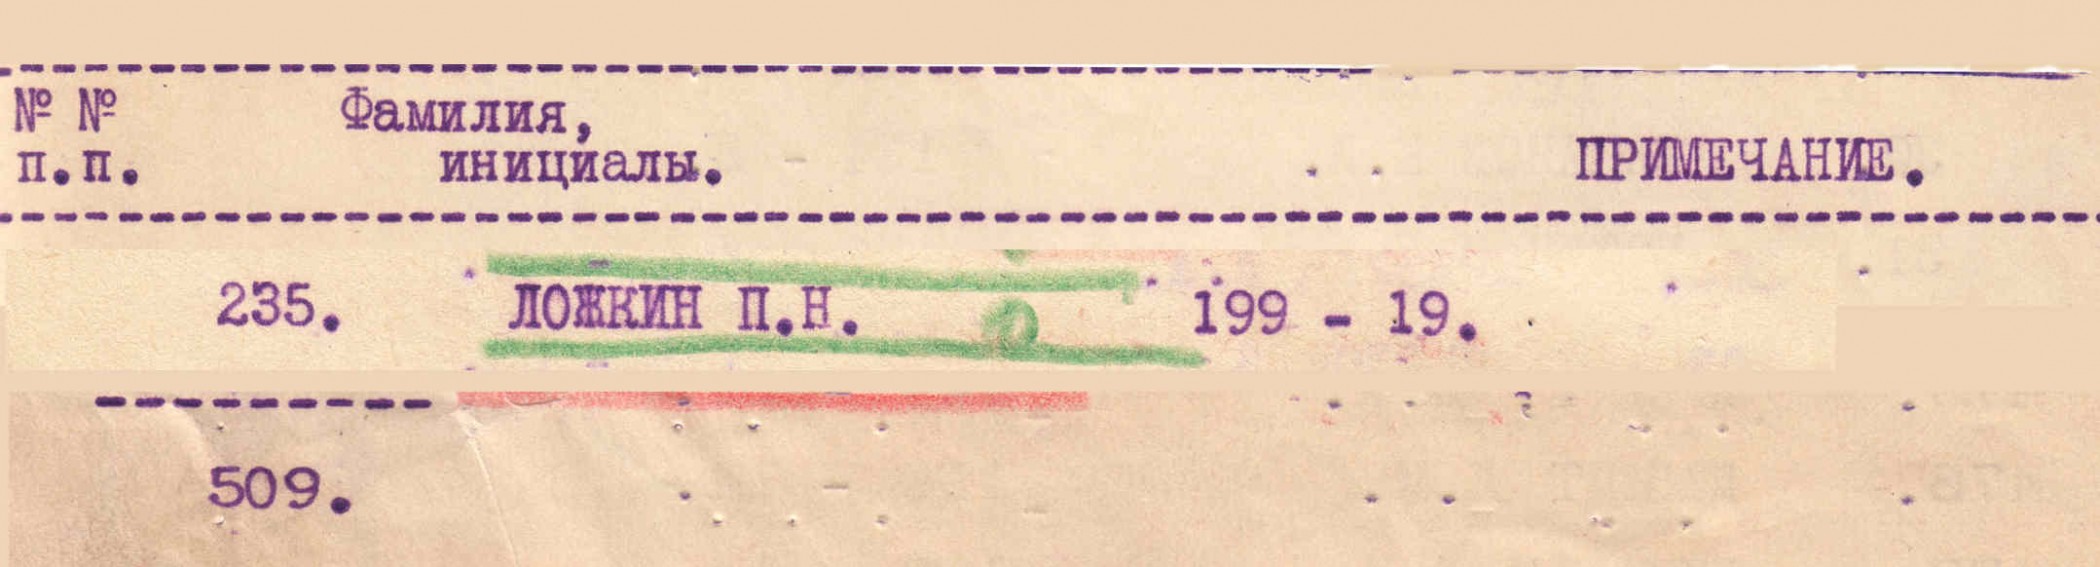 № № Фамилия,
п.п. инициалы. ПРИМЕЧАНИЕ.
235. ЛОЖКИН П.Н. 199 - 19.
509.